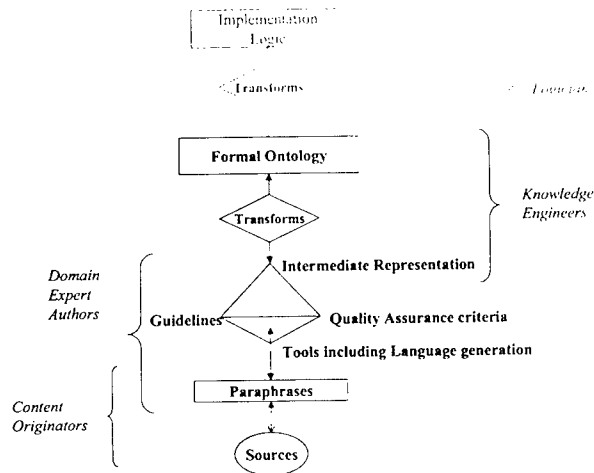 Implementation
Logic
Transforms
Formal Ontology
Knowledge
Engineers
Transforms
Intermediate Representation
Domain
Expert
Authors
Guidelines
Quality Assurance criteria
Tools including Language generation
Paraphrases
Content
Originators
Sources